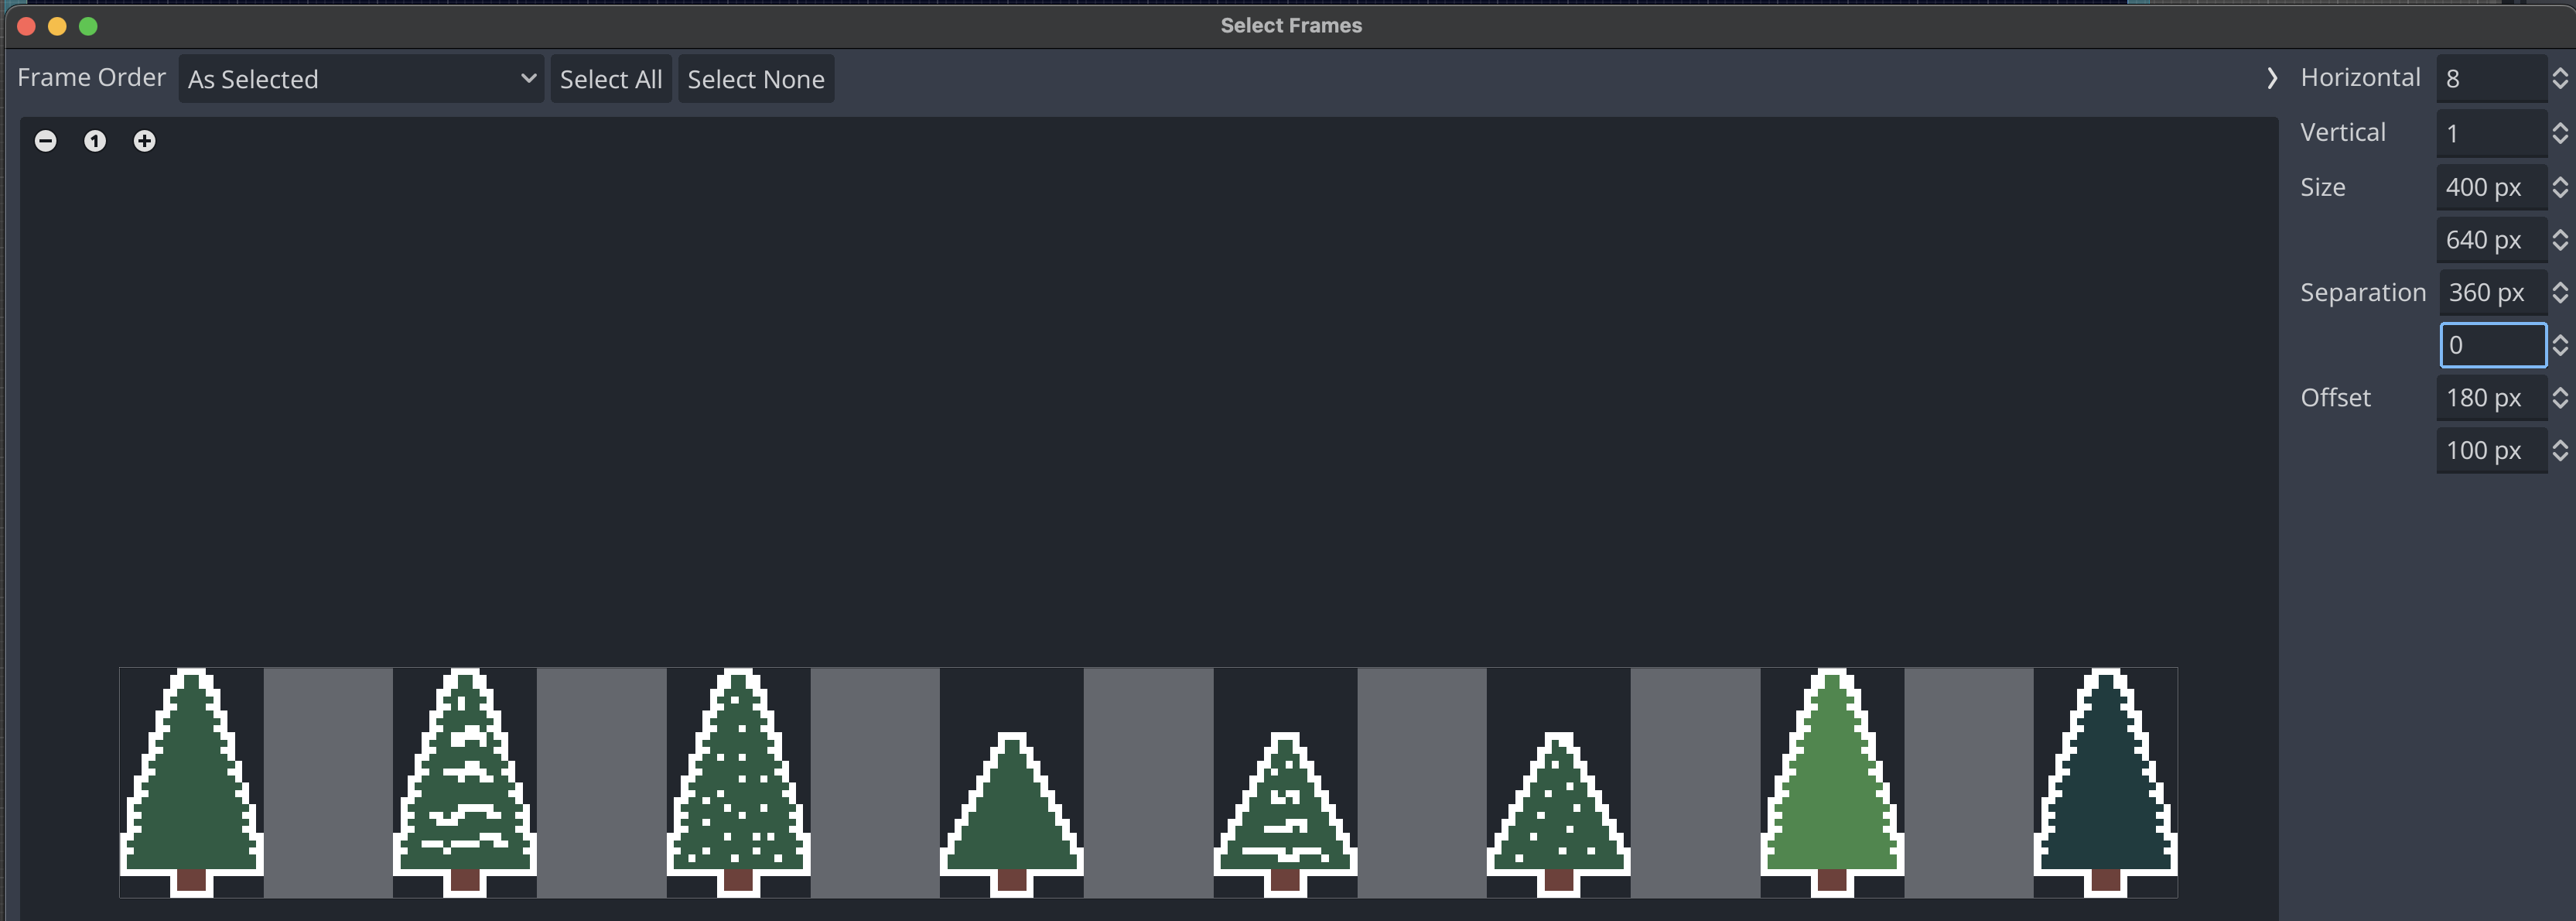 Select Frames
Frame Order As Selected Select All Select None
Horizontal 8
1
Vertical 1
Size 400 px
640 px
Separation 360 px
0
Offset 180 px
100 px